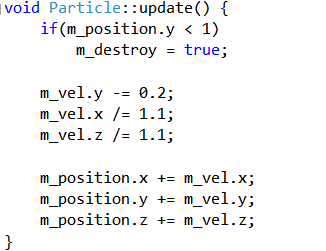 void Particle::update() {
    if(m_position.y < 1)
        m_destroy = true;

    m_vel.y -= 0.2;
    m_vel.x /= 1.1;
    m_vel.z /= 1.1;

    m_position.x += m_vel.x;
    m_position.y += m_vel.y;
    m_position.z += m_vel.z;
}